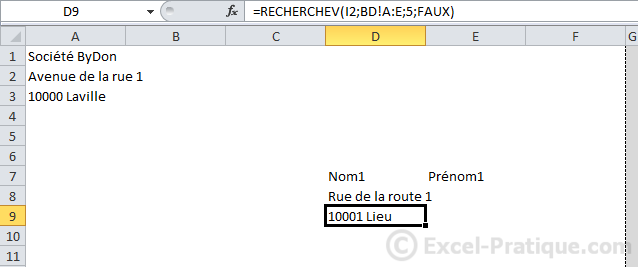 D9 fx =RECHERCHEV(I2;BD!A:E;5;FAUX)
A B C D E F G
1 Société ByDon
2 Avenue de la rue 1
3 10000 Laville
4
5
6
7 Nom1 Prénom1
8 Rue de la route 1
9 10001 Lieu
10
11
© Excel-Pratique.com